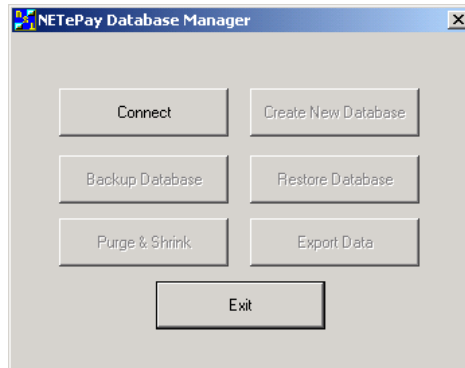 NETePay Database Manager
Connect
Create New Database
Backup Database
Restore Database
Purge & Shrink
Export Data
Exit